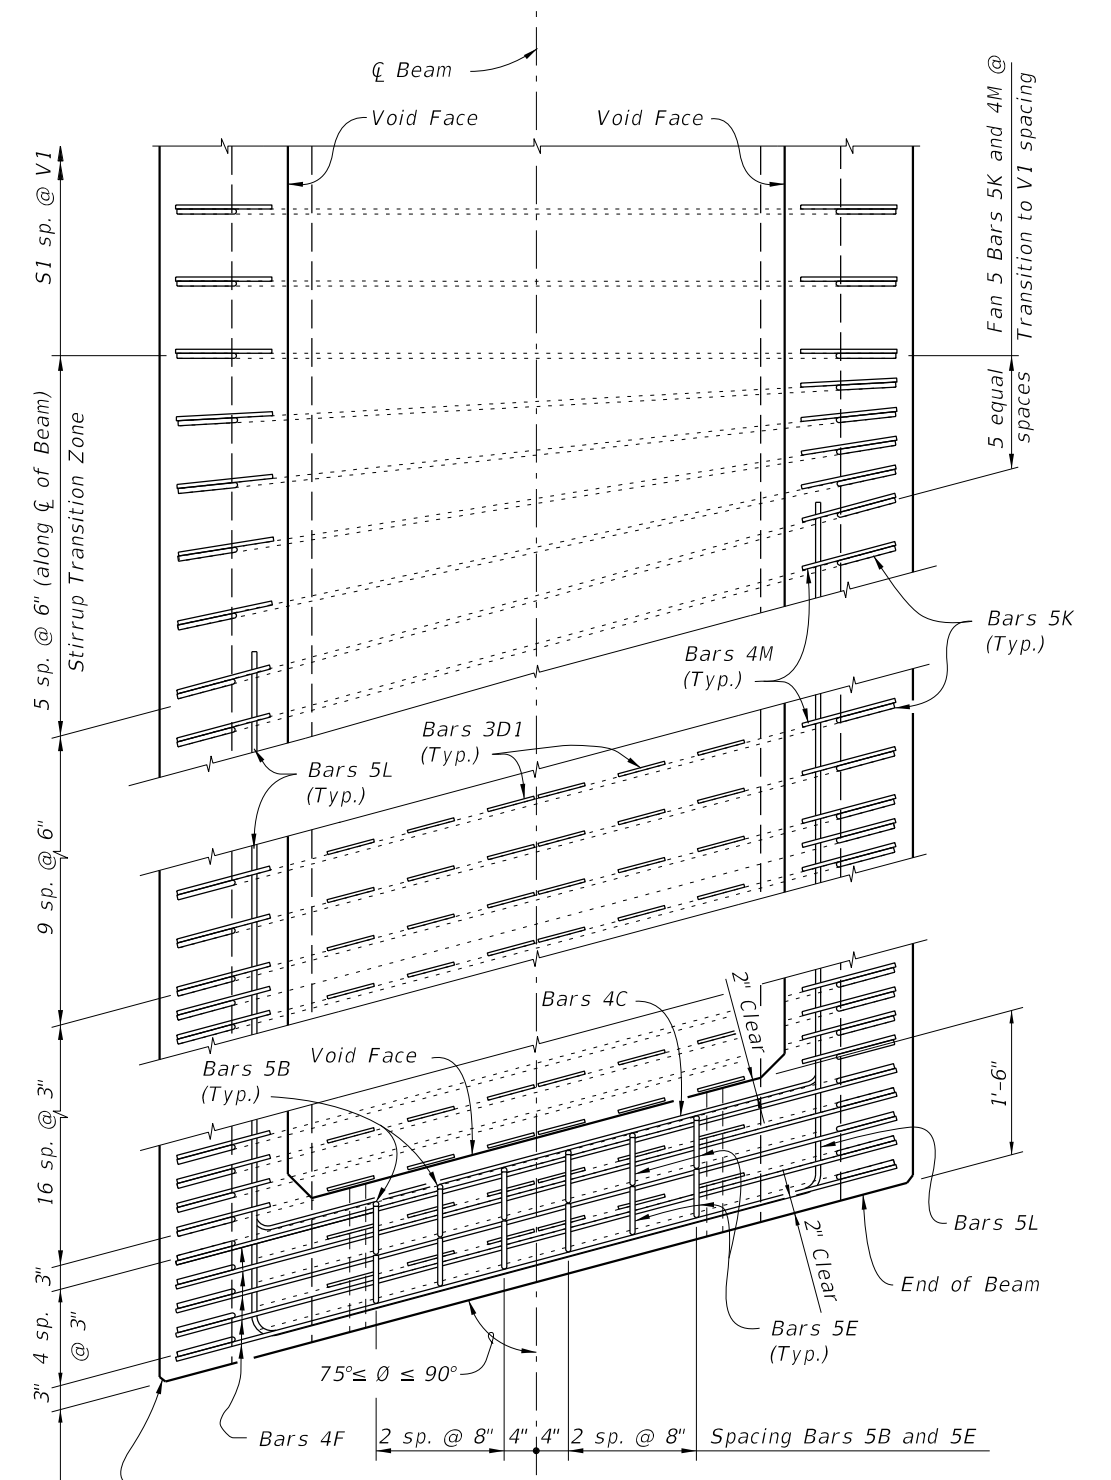 ℄ Beam
Void Face
Void Face
S1 sp. @ V1
Fan 5 Bars 5K and 4M @
Transition to V1 spacing
5 equal
spaces
5 sp. @ 6" (along ℄ of Beam)
Stirrup Transition Zone
Bars 5K
(Typ.)
Bars 4M
(Typ.)
Bars 3D1
(Typ.)
Bars 5L
(Typ.)
9 sp. @ 6"
Bars 4C
2" Clear
Void Face
Bars 5B
(Typ.)
1'-6"
16 sp. @ 3"
Bars 5L
2" Clear
End of Beam
3"
Bars 5E
(Typ.)
4 sp.
@ 3"
75°≤ Ø ≤ 90°
3"
Bars 4F
2 sp. @ 8"
4"
4"
2 sp. @ 8"
Spacing Bars 5B and 5E